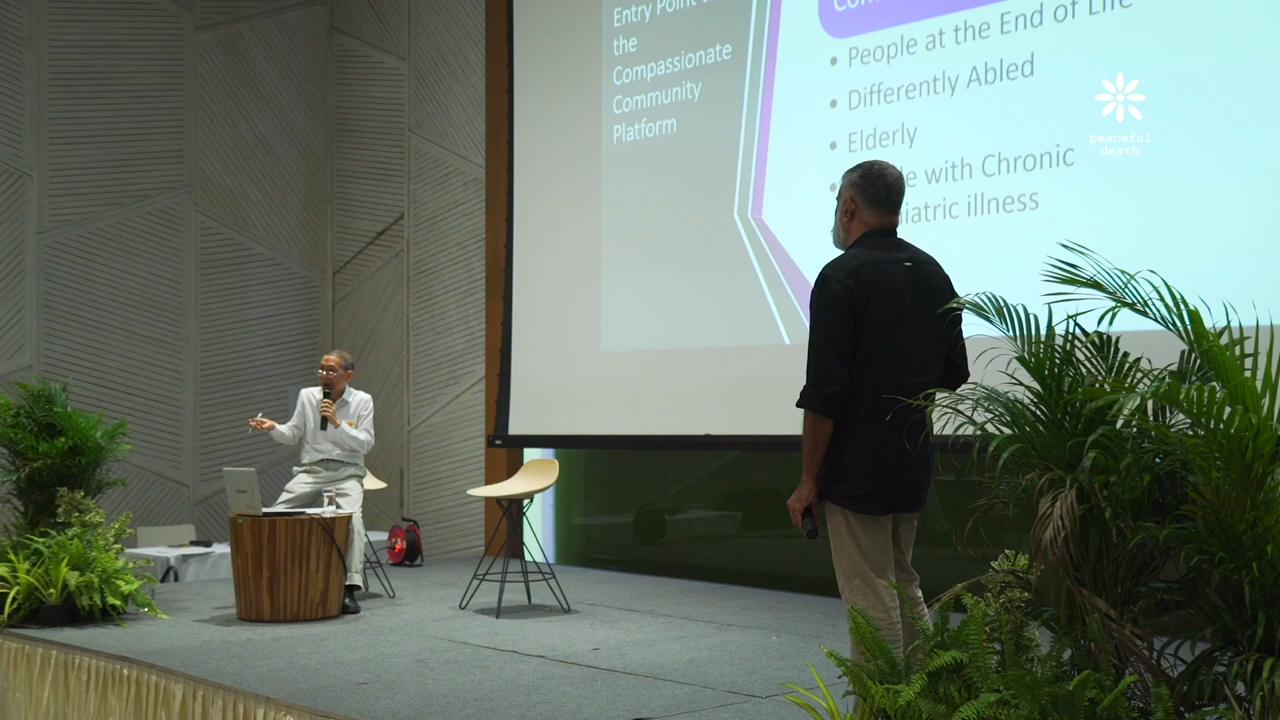 Entry Point
the
Compassionate
Community
Platform
• People at the End of Life
• Differently Abled
• Elderly
with Chronic
illness
peaceful
death